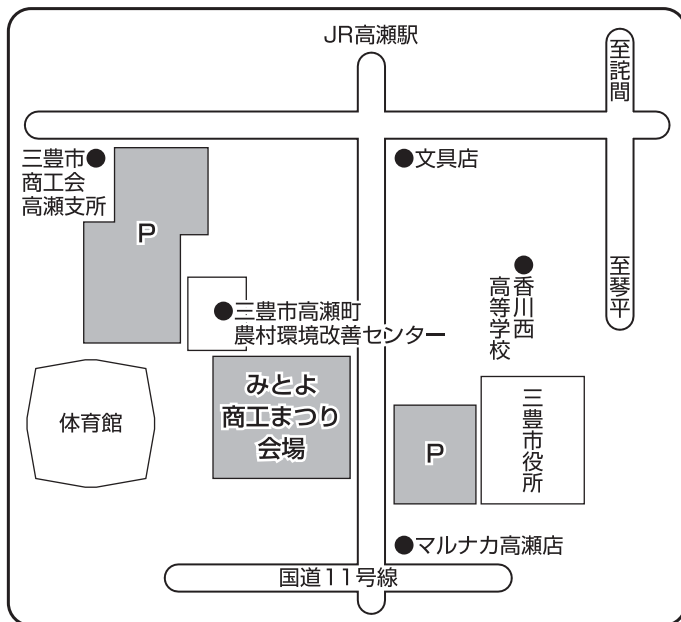 JR高瀬駅
至詫間
三豊市
商工会
高瀬支所
文具店
P
至琴平
香川西
高等学校
三豊市高瀬町
農村環境改善センター
みとよ
商工まつり
会場
体育館
P
三豊市役所
マルナカ高瀬店
国道11号線